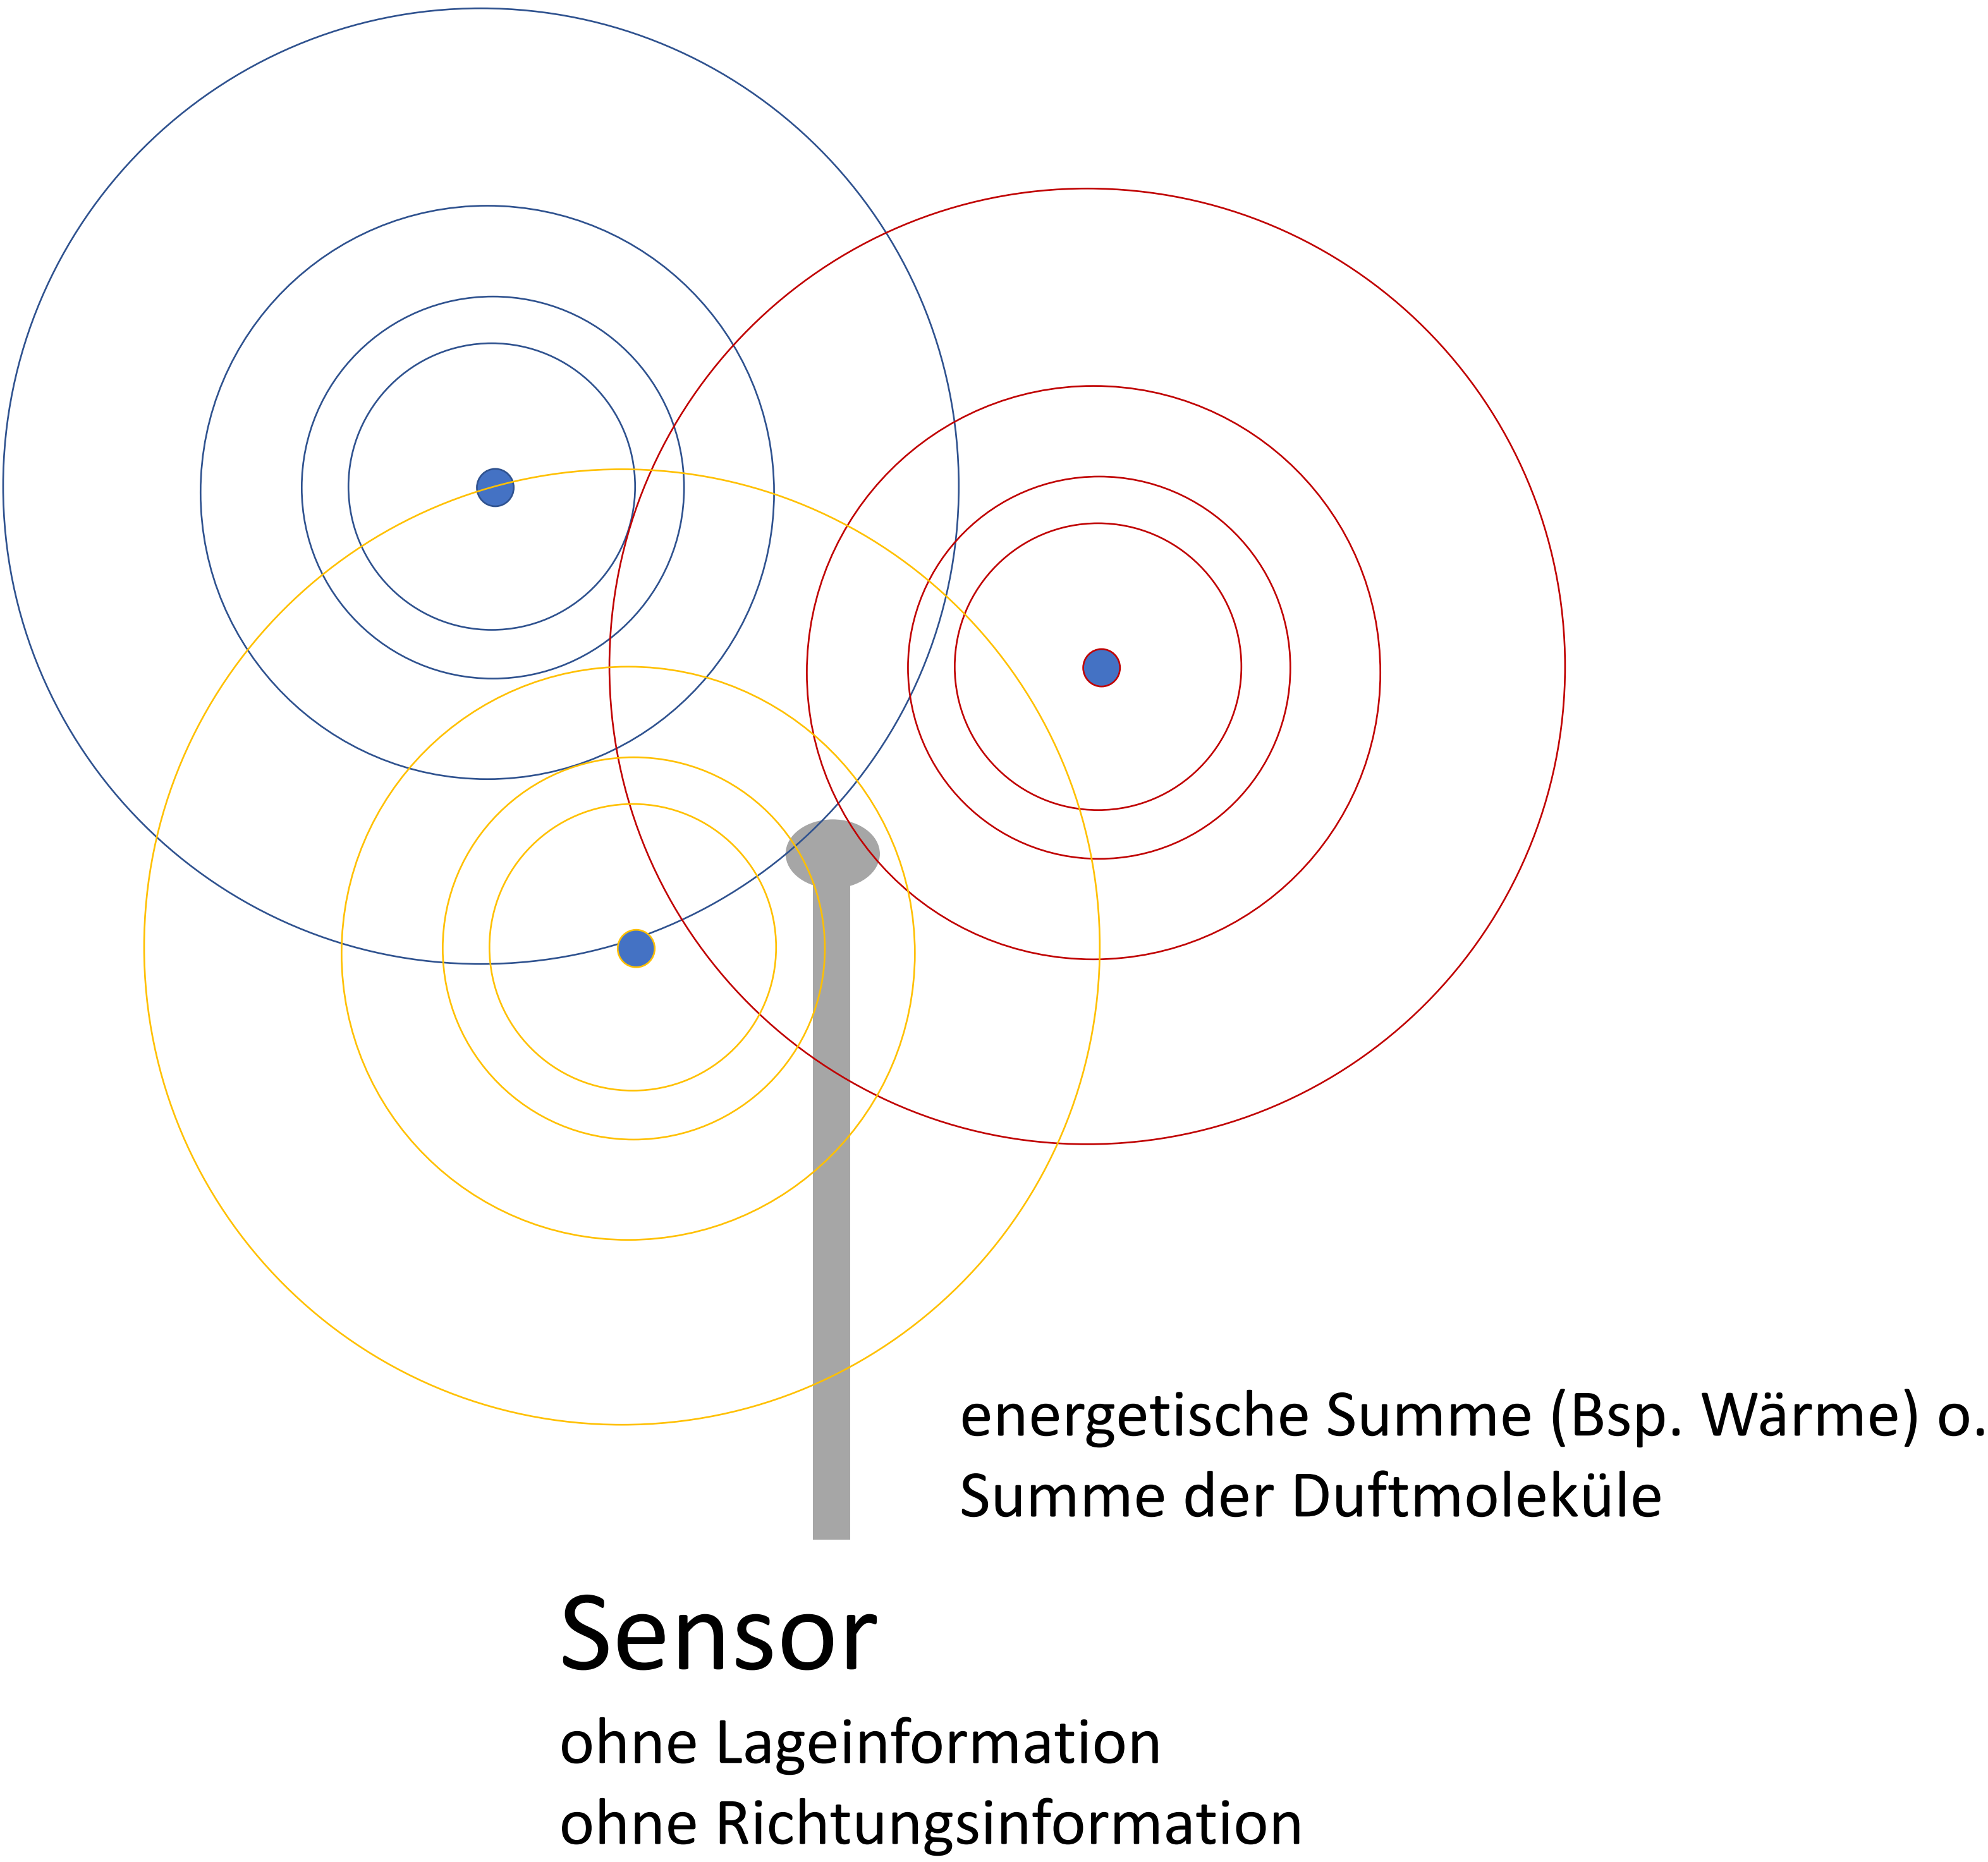 energetische Summe (Bsp. Wärme) o.
Summe der Duftmoleküle
Sensor
ohne Lageinformation
ohne Richtungsinformation